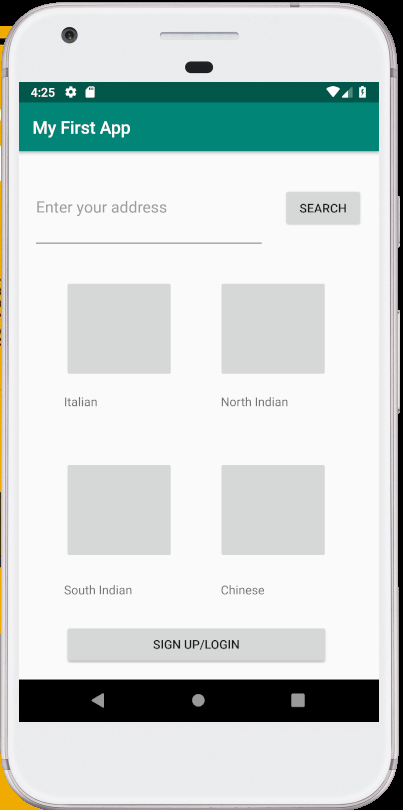 4:25
My First App
Enter your address
SEARCH
Italian
North Indian
South Indian
Chinese
SIGN UP/LOGIN